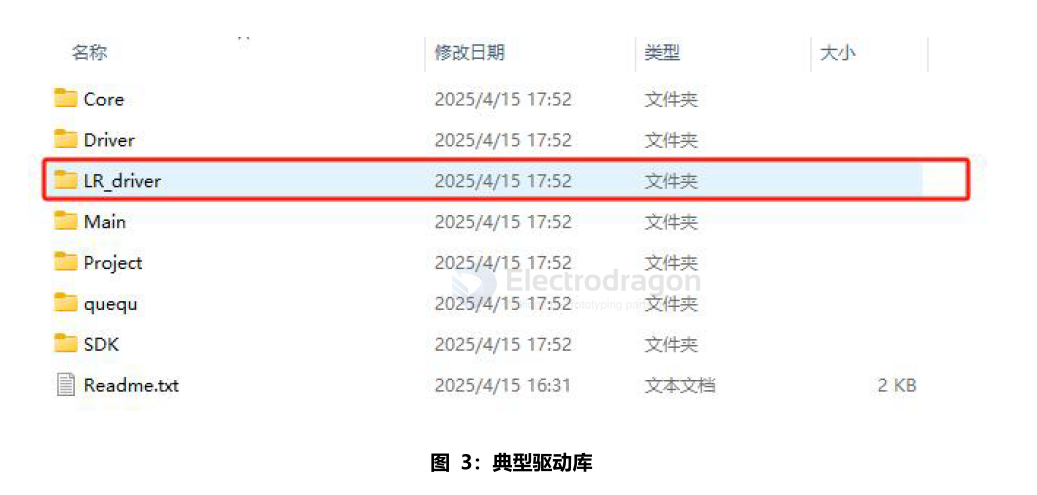 名称 修改日期 类型 大小
Core 2025/4/15 17:52 文件夹
Driver 2025/4/15 17:52 文件夹
LR_driver 2025/4/15 17:52 文件夹
Main 2025/4/15 17:52 文件夹
Project 2025/4/15 17:52 文件夹
Electrodragon
quequ 2025/4/15 17:52 文件夹
SDK 2025/4/15 17:52 文件夹
Readme.txt 2025/4/15 16:31 文本文档 2 KB
图 3：典型驱动库